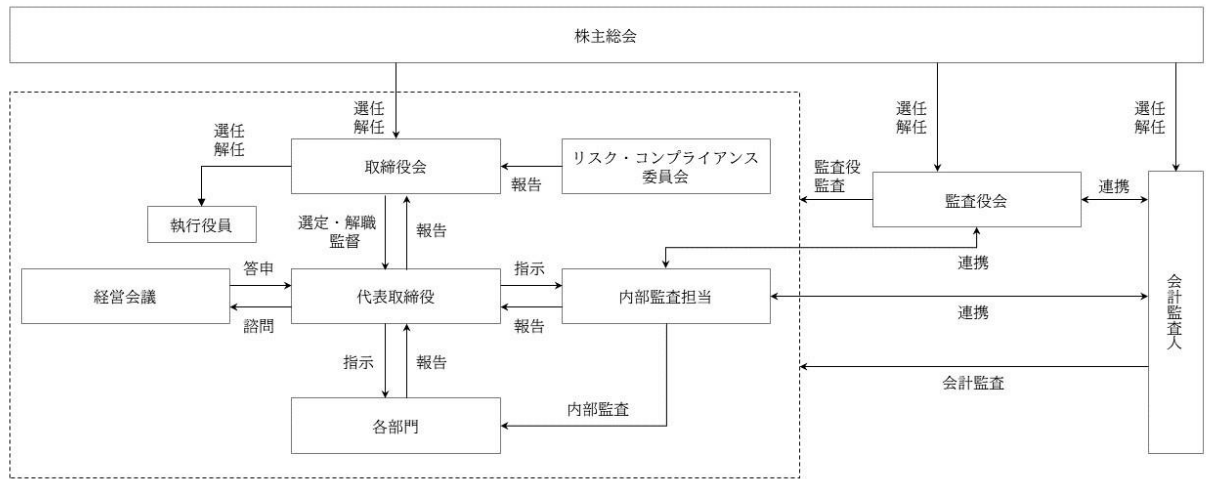 株主総会
選任
解任
選任
解任
選任
解任
選任
解任
取締役会
報告
リスク・コンプライアンス
委員会
監査役
監査
監査役会
連携
執行役員
選定・解職
監督
報告
連携
経営会議
答申
諮問
代表取締役
指示
報告
内部監査担当
連携
会計監査人
指示
報告
会計監査
各部門
内部監査